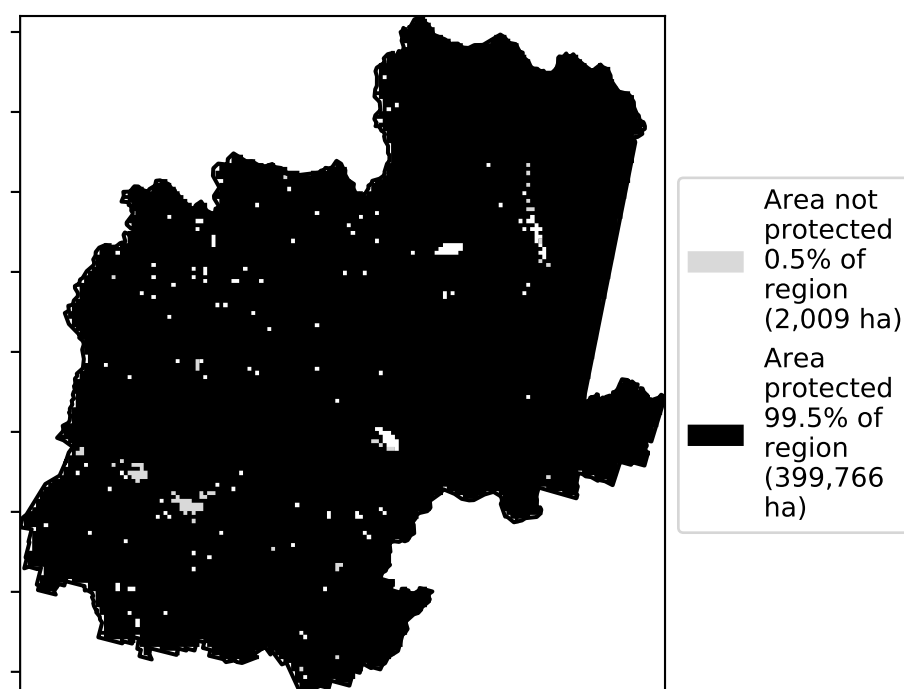 Area not
protected
0.5% of
region
(2,009 ha)
Area
protected
99.5% of
region
(399,766
ha)